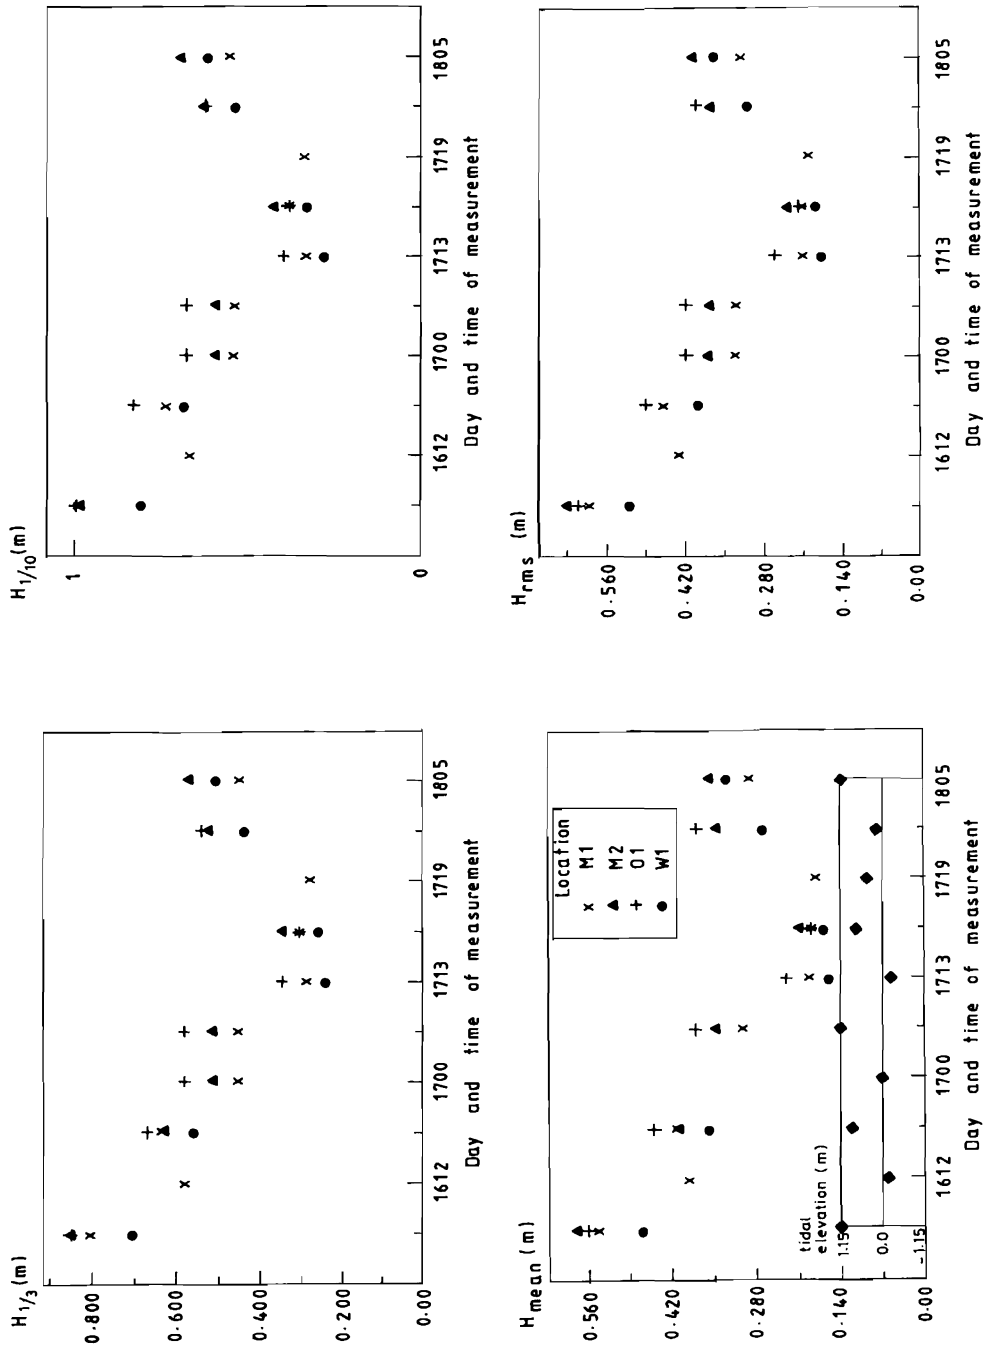 H1/3 (m)
0.800
0.600
0.400
0.200
0.00
1612
1700
1713
1719
1805
Day and time of measurement
H1/10 (m)
1
0
1612
1700
1713
1719
1805
Day and time of measurement
Hmean (m)
0.560
0.420
0.280
0.140
0.00
Location
x M1
▲ M2
+ O1
● W1
tidal
elevation (m)
1.15
0.0
-1.15
1612
1700
1713
1719
1805
Day and time of measurement
Hrms (m)
0.560
0.420
0.280
0.140
0.00
1612
1700
1713
1719
1805
Day and time of measurement